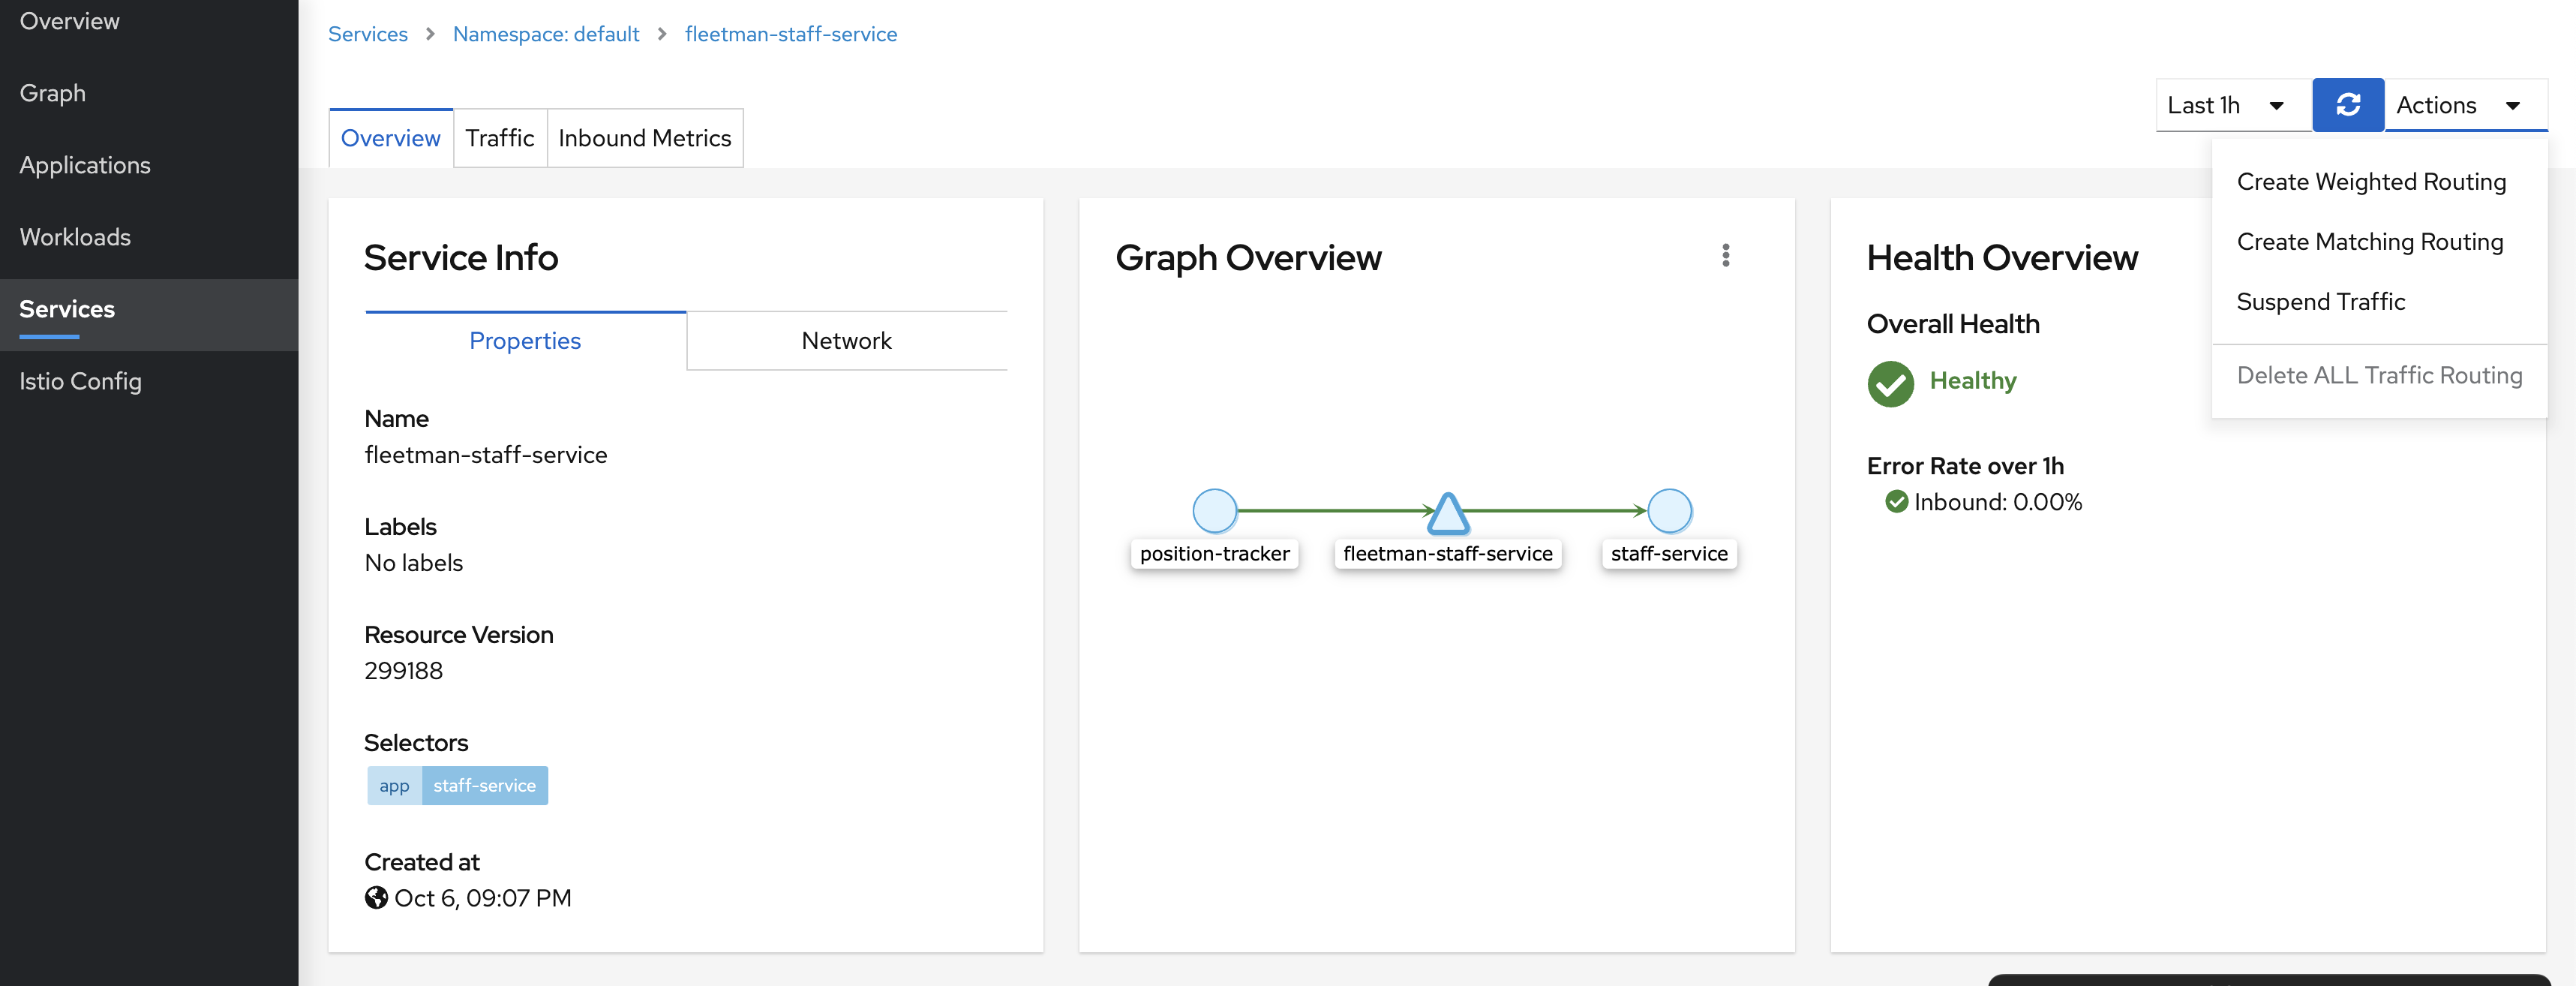 Overview
Graph
Applications
Workloads
Services
Istio Config
Services > Namespace: default > fleetman-staff-service
Last 1h
Actions
Overview
Traffic
Inbound Metrics
Create Weighted Routing
Create Matching Routing
Suspend Traffic
Delete ALL Traffic Routing
Service Info
Properties
Network
Name
fleetman-staff-service
Labels
No labels
Resource Version
299188
Selectors
app staff-service
Created at
Oct 6, 09:07 PM
Graph Overview
position-tracker
fleetman-staff-service
staff-service
Health Overview
Overall Health
Healthy
Error Rate over 1h
Inbound: 0.00%